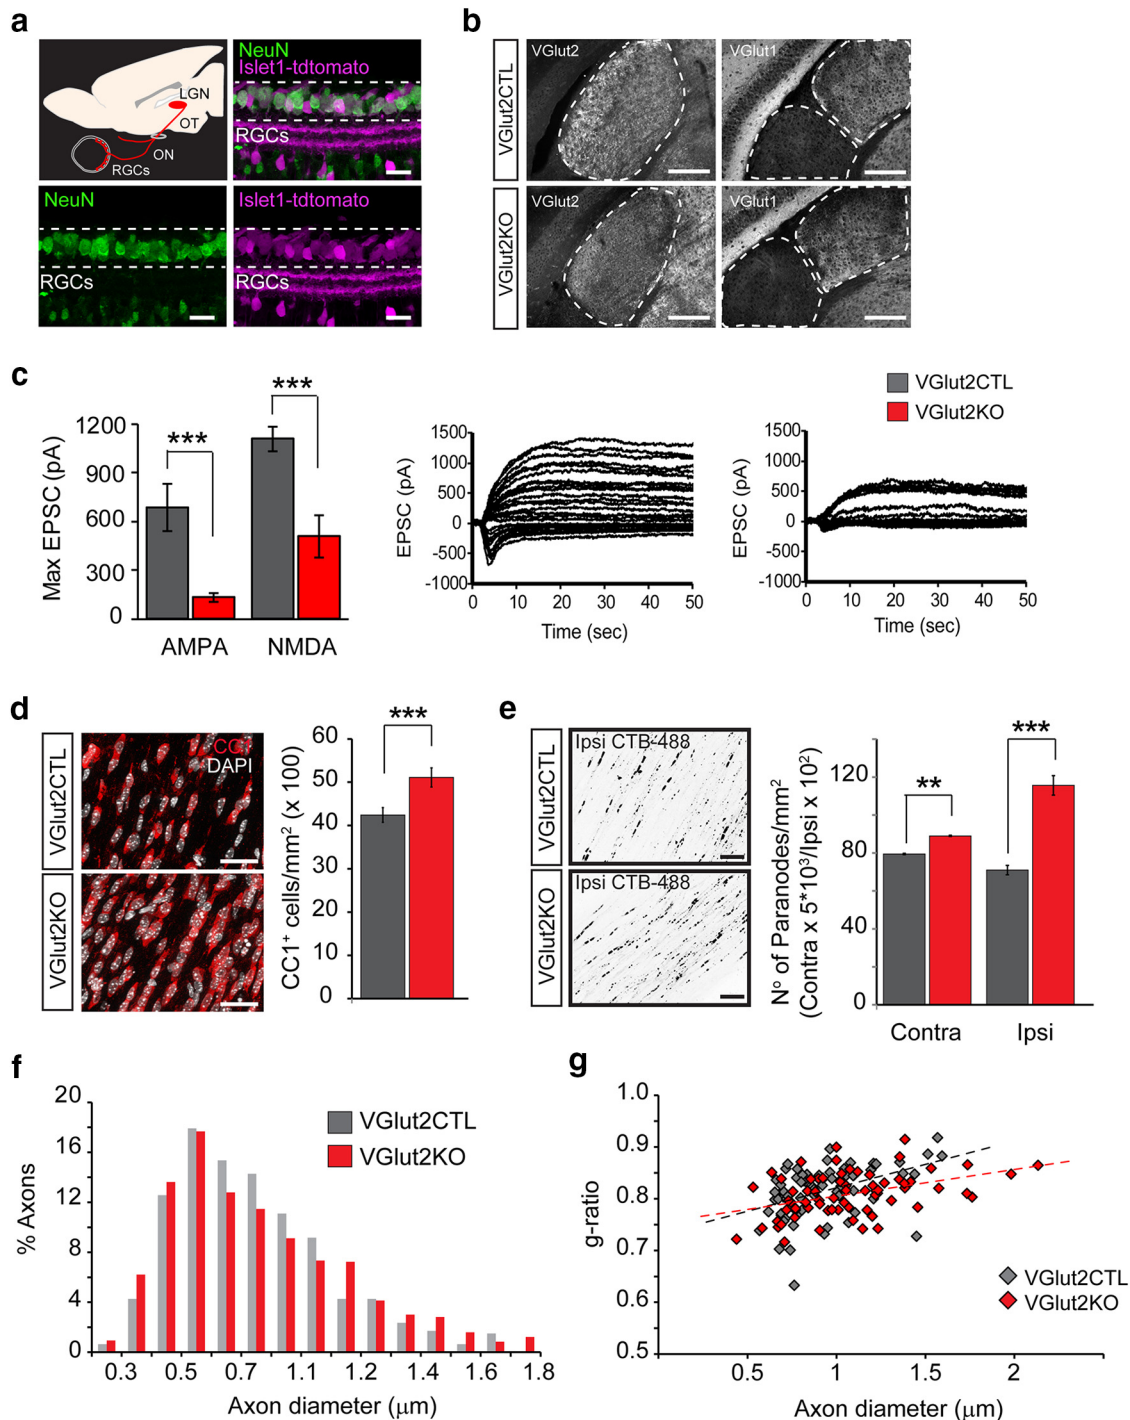 a
NeuN
Islet1-tdtomato
LGN
OT
ON
RGCs
RGCs
NeuN
RGCs
Islet1-tdtomato
RGCs
b
VGlut2CTL
VGlut2
VGlut1
VGlut2KO
VGlut2
VGlut1
c
VGlut2CTL
VGlut2KO
***
***
1200
900
600
300
0
Max EPSC (pA)
AMPA
NMDA
1500
1000
500
0
-500
-1000
EPSC (pA)
0 10 20 30 40 50
Time (sec)
1500
1000
500
0
-500
-1000
EPSC (pA)
0 10 20 30 40 50
Time (sec)
d
VGlut2CTL
CC1
DAPI
VGlut2KO
***
60
50
40
30
20
10
0
CC1⁺ cells/mm² (x 100)
e
VGlut2CTL
Ipsi CTB-488
VGlut2KO
Ipsi CTB-488
**
***
120
80
40
0
Nº of Paranodes/mm²
(Contra x 5*10³/Ipsi x 10²)
Contra
Ipsi
f
20
16
12
8
4
0
% Axons
VGlut2CTL
VGlut2KO
0.3 0.5 0.7 1.1 1.2 1.4 1.6 1.8
Axon diameter (μm)
g
1.0
0.9
0.8
0.7
0.6
0.5
g-ratio
VGlut2CTL
VGlut2KO
0.5 1 1.5 2
Axon diameter (μm)